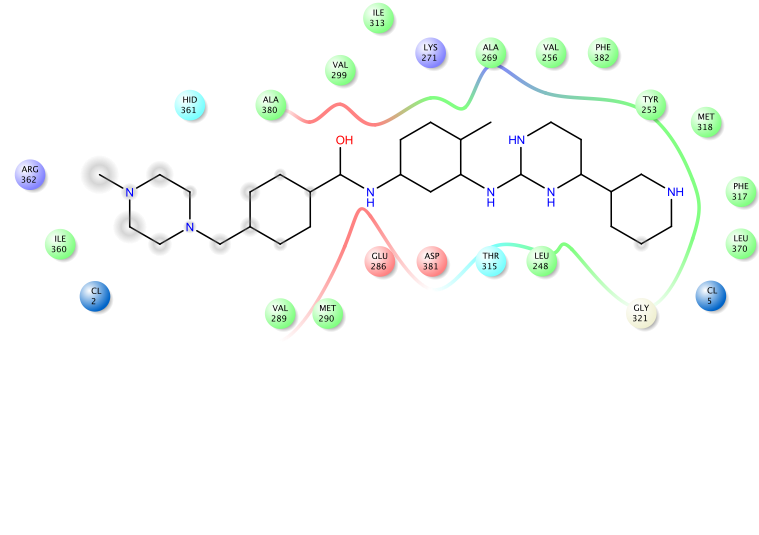 ILE
313
LYS
271
ALA
269
VAL
256
PHE
382
VAL
299
HID
361
ALA
380
TYR
253
MET
318
OH
HN
ARG
362
N
N
H
N
H
N
H
NH
PHE
317
N
ILE
360
GLU
286
ASP
381
THR
315
LEU
248
LEU
370
CL
2
CL
5
VAL
289
MET
290
GLY
321